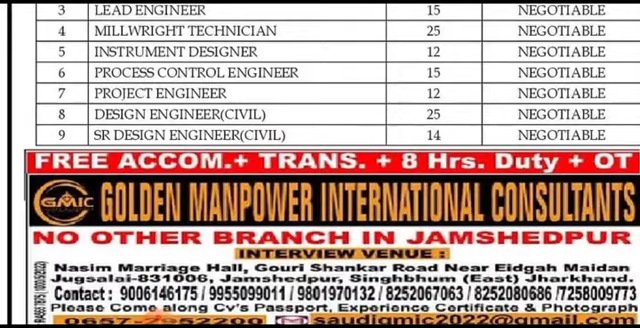 3 LEAD ENGINEER 15 NEGOTIABLE
4 MILLWRIGHT TECHNICIAN 25 NEGOTIABLE
5 INSTRUMENT DESIGNER 12 NEGOTIABLE
6 PROCESS CONTROL ENGINEER 15 NEGOTIABLE
7 PROJECT ENGINEER 12 NEGOTIABLE
8 DESIGN ENGINEER(CIVIL) 25 NEGOTIABLE
9 SR DESIGN ENGINEER(CIVIL) 14 NEGOTIABLE
FREE ACCOM.+ TRANS. + 8 Hrs. Duty + OT
GMIC GOLDEN MANPOWER INTERNATIONAL CONSULTANTS
NO OTHER BRANCH IN JAMSHEDPUR
INTERVIEW VENUE :
Nasim Marriage Hall, Gouri Shankar Road Near Eidgah Maidan
Jugsalai-831006, Jamshedpur, Singhbhum (East) Jharkhand.
Contact : 9006146175 / 9955099011 / 9801970132 / 8252067063 / 8252080686 /7258009773
Please Come along Cv's Passport, Experience Certificate & Photograph
saudigmic2022@gmail.com